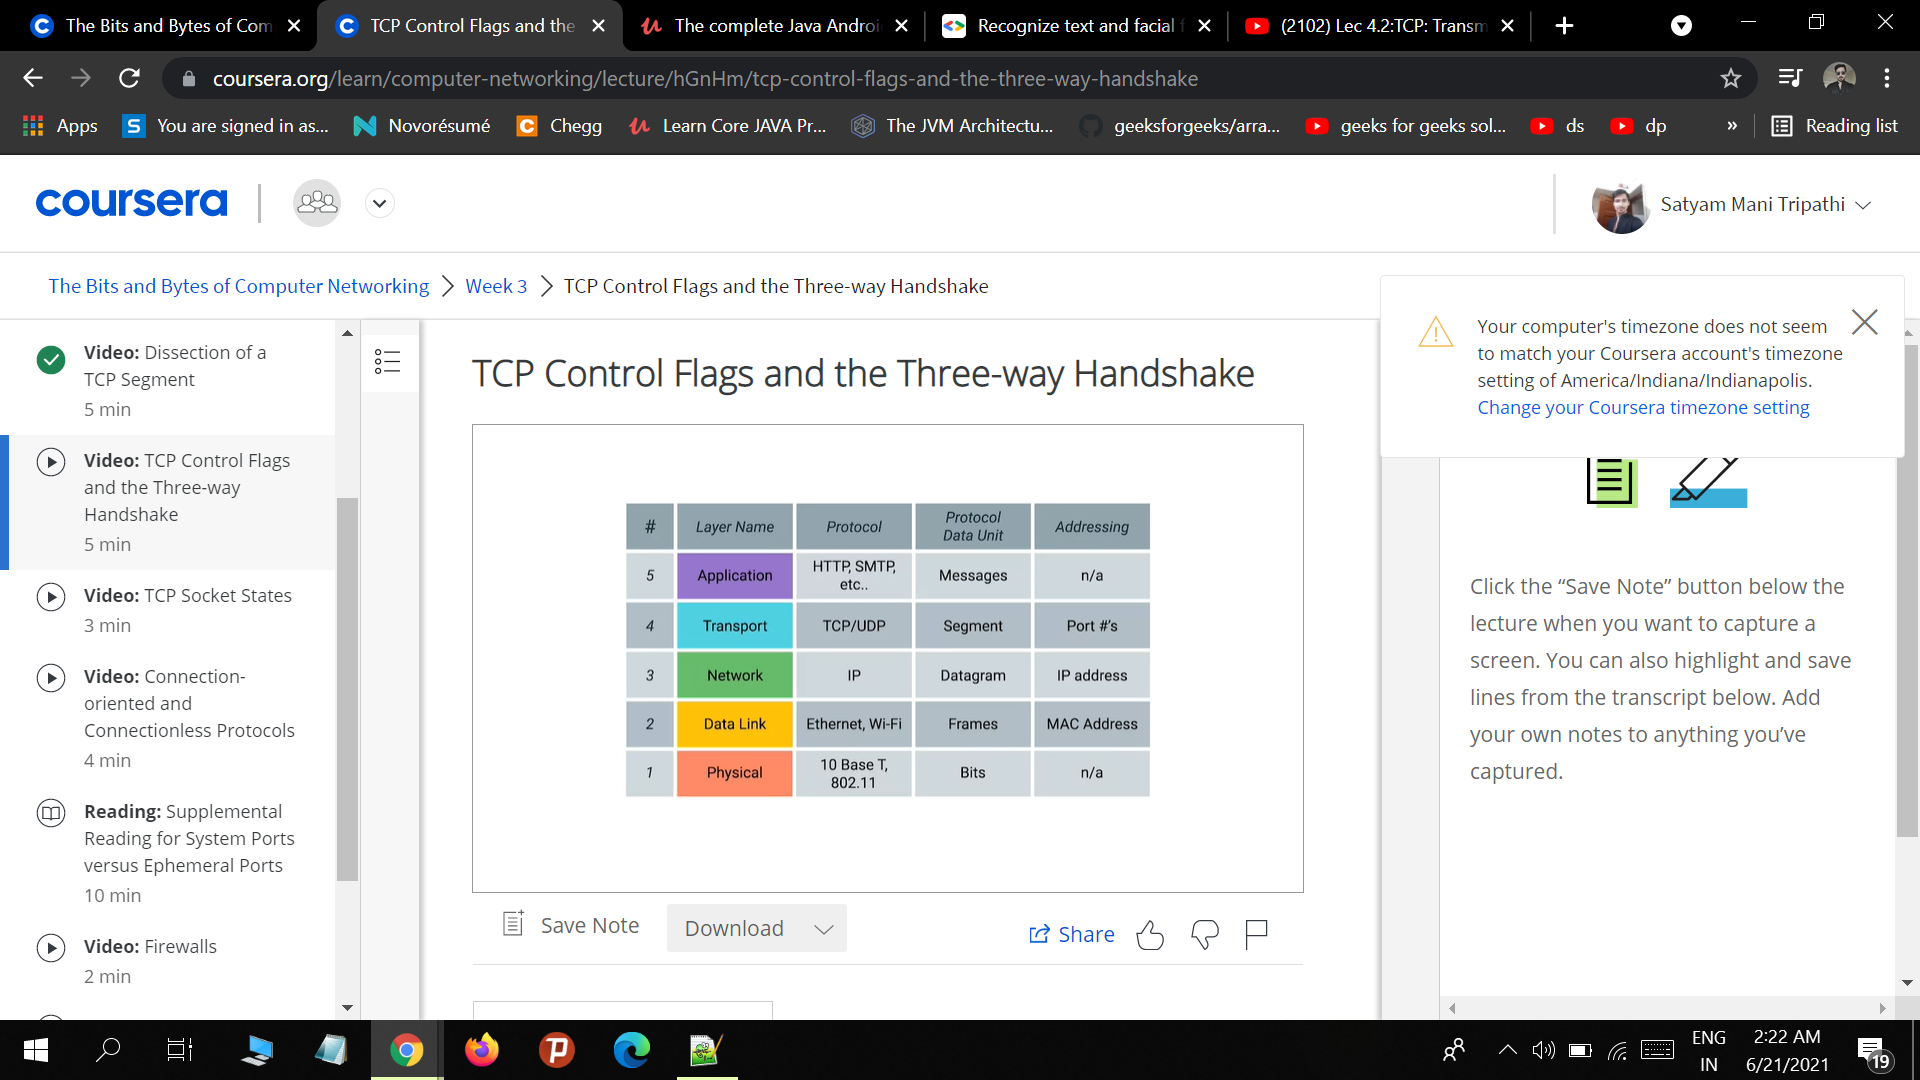 The Bits and Bytes of Com
TCP Control Flags and the
The complete Java Androi
Recognize text and facial f
(2102) Lec 4.2:TCP: Transm
coursera.org/learn/computer-networking/lecture/hGnHm/tcp-control-flags-and-the-three-way-handshake
Apps
You are signed in as...
Novorésumé
Chegg
Learn Core JAVA Pr...
The JVM Architectu...
geeksforgeeks/arra...
geeks for geeks sol...
ds
dp
»
Reading list
coursera
Satyam Mani Tripathi
The Bits and Bytes of Computer Networking > Week 3 > TCP Control Flags and the Three-way Handshake
Your computer's timezone does not seem
to match your Coursera account's timezone
setting of America/Indiana/Indianapolis.
Change your Coursera timezone setting
Video: Dissection of a
TCP Segment
5 min
Video: TCP Control Flags
and the Three-way
Handshake
5 min
Video: TCP Socket States
3 min
Video: Connection-
oriented and
Connectionless Protocols
4 min
Reading: Supplemental
Reading for System Ports
versus Ephemeral Ports
10 min
Video: Firewalls
2 min
TCP Control Flags and the Three-way Handshake
# Layer Name Protocol Protocol Data Unit Addressing
5 Application HTTP, SMTP, etc.. Messages n/a
4 Transport TCP/UDP Segment Port #'s
3 Network IP Datagram IP address
2 Data Link Ethernet, Wi-Fi Frames MAC Address
1 Physical 10 Base T, 802.11 Bits n/a
Save Note
Download
Share
Click the “Save Note” button below the
lecture when you want to capture a
screen. You can also highlight and save
lines from the transcript below. Add
your own notes to anything you’ve
captured.
ENG
IN
2:22 AM
6/21/2021
19